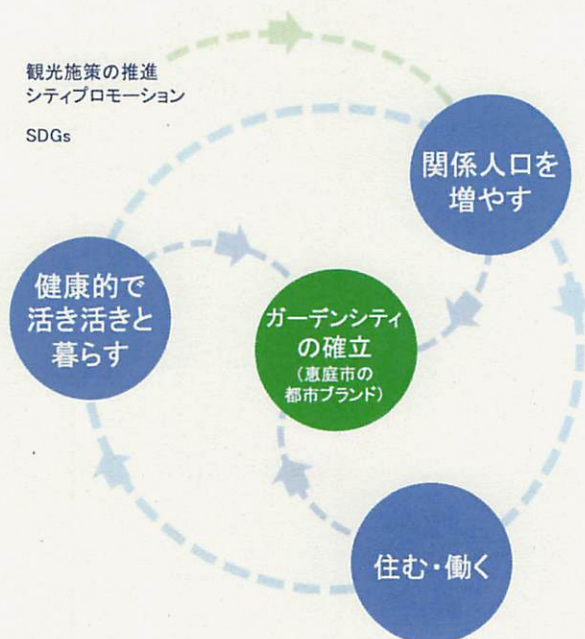 観光施策の推進
シティプロモーション
SDGs
関係人口を
増やす
健康的で
活き活きと
暮らす
ガーデンシティ
の確立
(恵庭市の
都市ブランド)
住む・働く